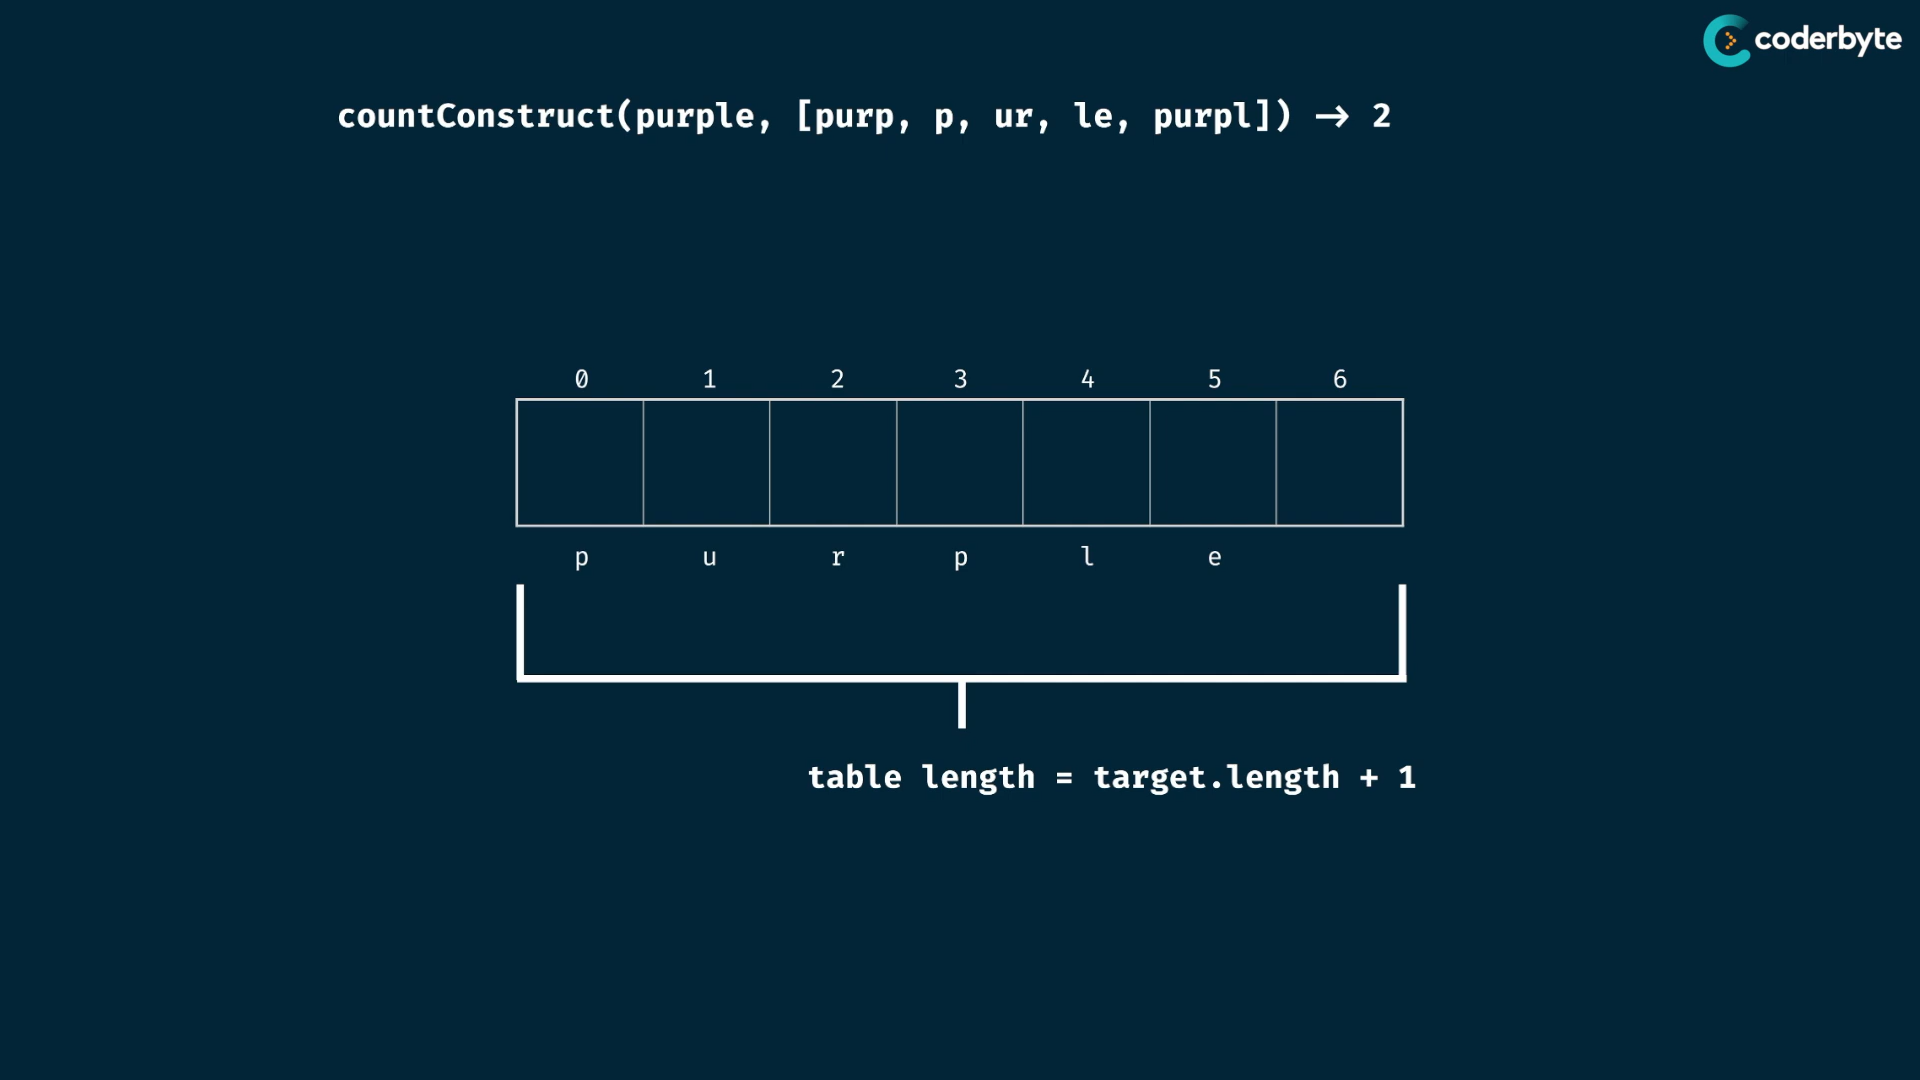 coderbyte
countConstruct(purple, [purp, p, ur, le, purpl]) → 2
0 1 2 3 4 5 6
p u r p l e
table length = target.length + 1